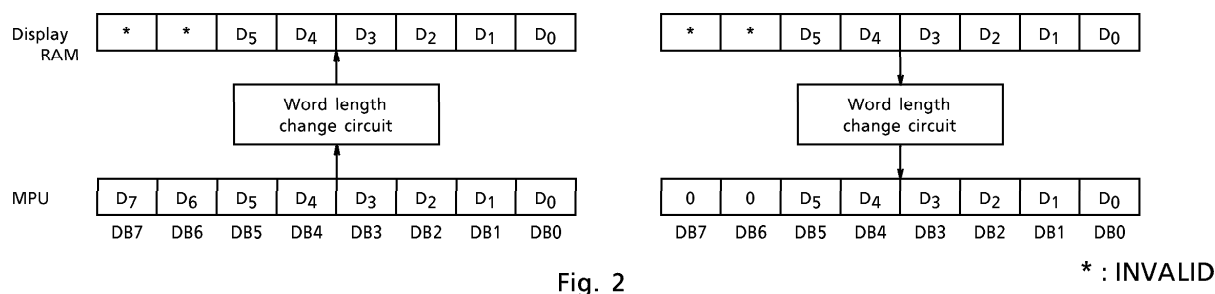 Display RAM
* * D5 D4 D3 D2 D1 D0
* * D5 D4 D3 D2 D1 D0
Word length
change circuit
Word length
change circuit
MPU
D7 D6 D5 D4 D3 D2 D1 D0
0 0 D5 D4 D3 D2 D1 D0
DB7 DB6 DB5 DB4 DB3 DB2 DB1 DB0
DB7 DB6 DB5 DB4 DB3 DB2 DB1 DB0
Fig. 2
* : INVALID